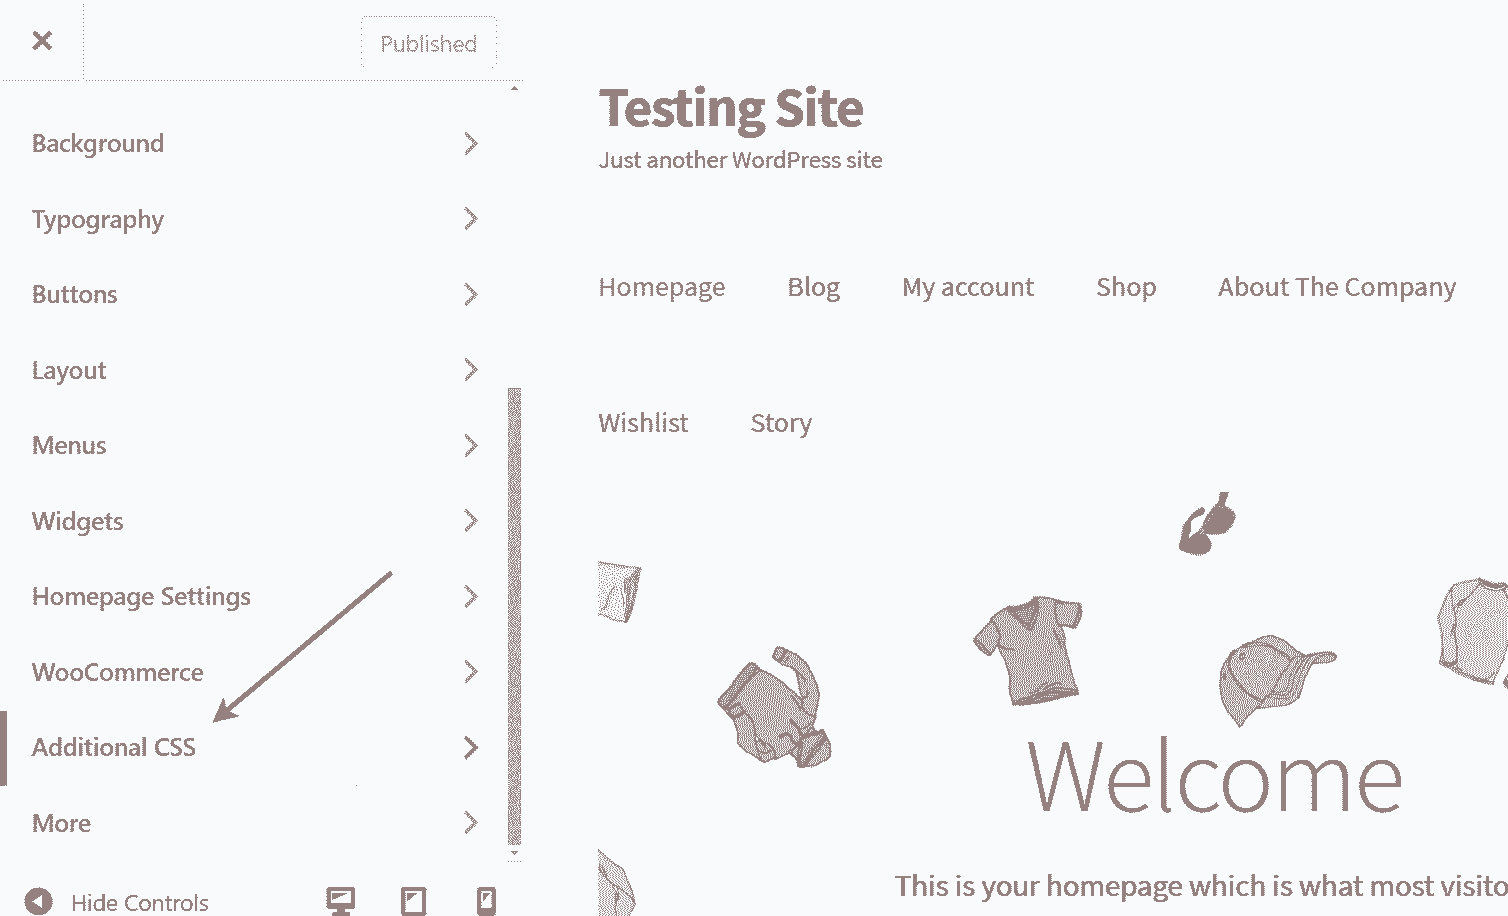 Published
Background
Typography
Buttons
Layout
Menus
Widgets
Homepage Settings
WooCommerce
Additional CSS
More
Hide Controls
Testing Site
Just another WordPress site
Homepage Blog My account Shop About The Company
Wishlist Story
Welcome
This is your homepage which is what most visito